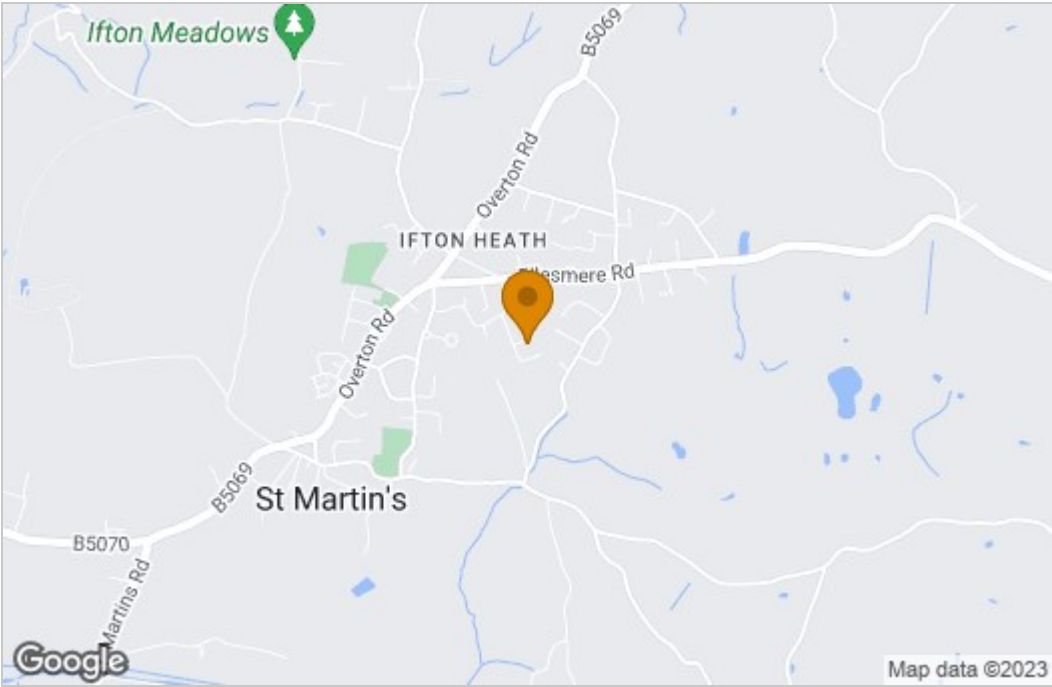 Ifton Meadows
B5069
Overton Rd
IFTON HEATH
Ellesmere Rd
Overton Rd
B5069
St Martin's
B5070
Martins Rd
Google
Map data ©2023